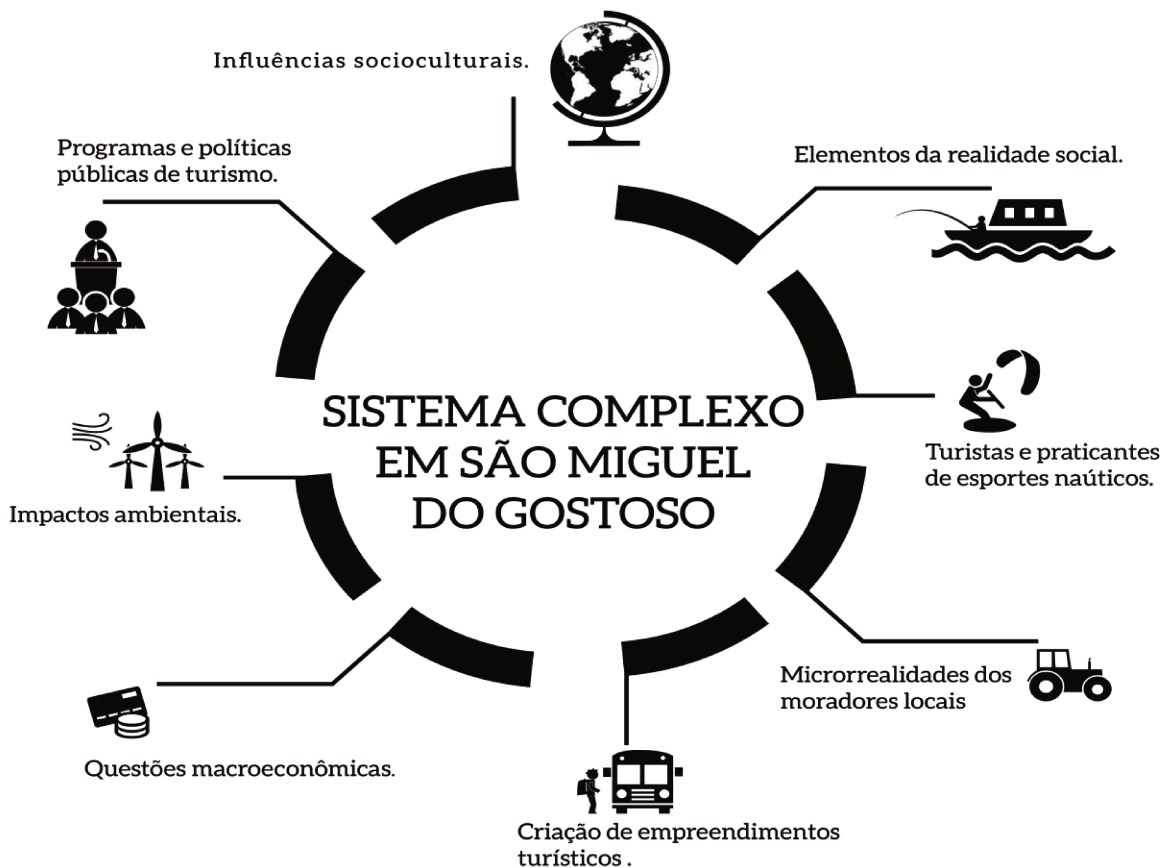 Influências socioculturais.
Programas e políticas
públicas de turismo.
Elementos da realidade social.
SISTEMA COMPLEXO
EM SÃO MIGUEL
DO GOSTOSO
Turistas e praticantes
de esportes naúticos.
Impactos ambientais.
Microrrealidades dos
moradores locais
Questões macroeconômicas.
Criação de empreendimentos
turísticos .